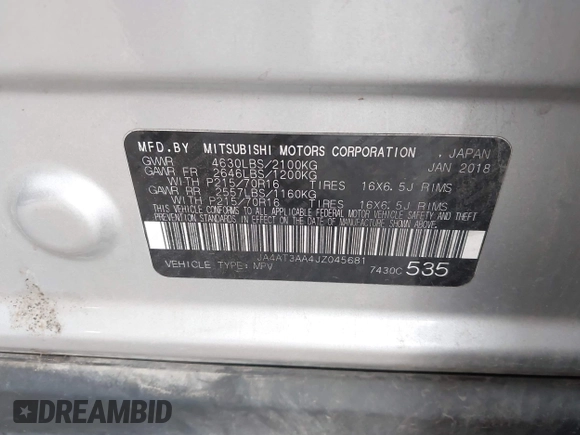 MFD.BY MITSUBISHI MOTORS CORPORATION , JAPAN
GVWR 4630LBS/2100KG JAN 2018
GAWR FR 2646LBS/1200KG
WITH P215/70R16 TIRES 16X6.5J RIMS
GAWR RR 2557LBS/1160KG
WITH P215/70R16 TIRES 16X6.5J RIMS
THIS VEHICLE CONFORMS TO ALL APPLICABLE FEDERAL MOTOR VEHICLE SAFETY AND THEFT
PREVENTION STANDARDS IN EFFECT ON THE DATE OF MANUFACTURE SHOWN ABOVE.
JA4AT3AA4JZ045681
VEHICLE TYPE: MPV 7430C 535
DREAMBID